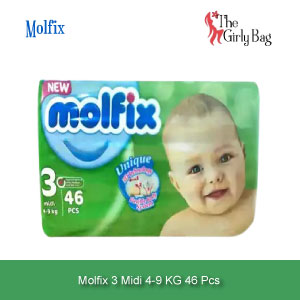 Molfix
The
Girly Bag
NEW
molfix
Unique
3
midi
4-9 kg
46
PCS
Molfix 3 Midi 4-9 KG 46 Pcs